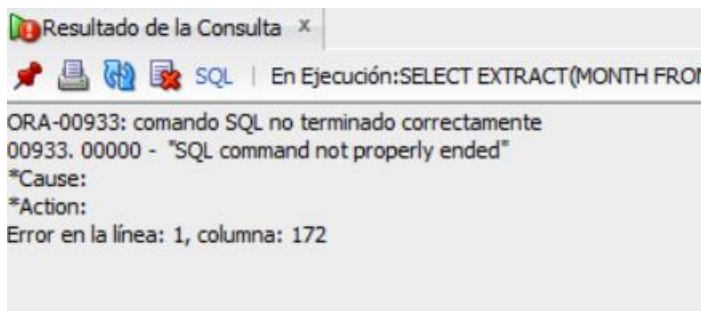 Resultado de la Consulta x
SQL | En Ejecución:SELECT EXTRACT(MONTH FROM
ORA-00933: comando SQL no terminado correctamente
00933. 00000 - "SQL command not properly ended"
*Cause:
*Action:
Error en la línea: 1, columna: 172